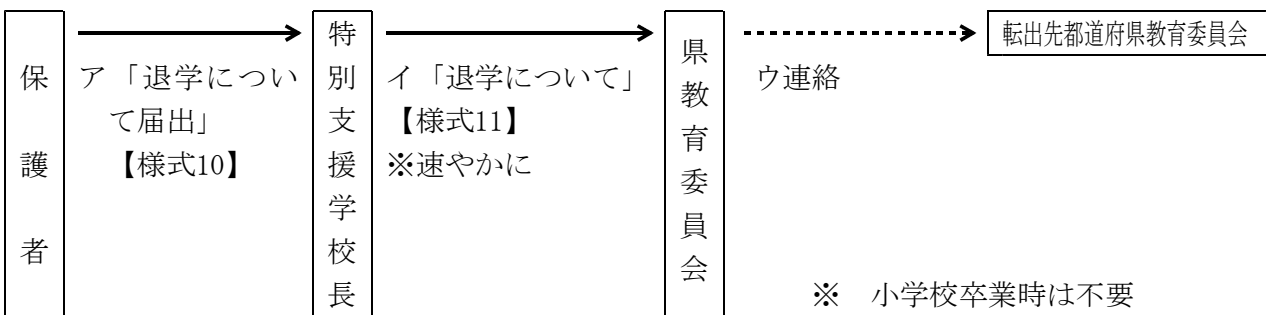 保護者
ア「退学につい
て届出」
【様式10】
特別支援学校長
イ「退学について」
【様式11】
※速やかに
県教育委員会
ウ連絡
転出先都道府県教育委員会
※　小学校卒業時は不要